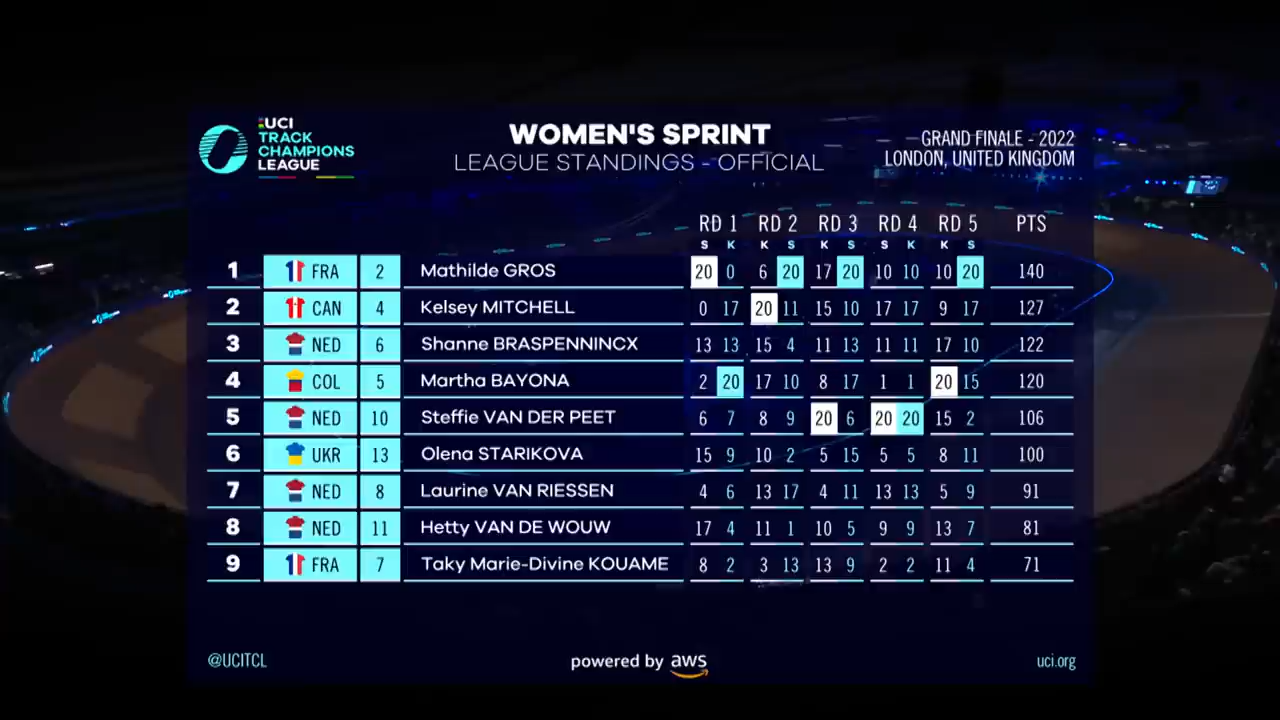 UCI
TRACK
CHAMPIONS
LEAGUE
WOMEN'S SPRINT
LEAGUE STANDINGS - OFFICIAL
GRAND FINALE - 2022
LONDON, UNITED KINGDOM
RD 1 RD 2 RD 3 RD 4 RD 5 PTS
S K K S K S S K K S
1 FRA 2 Mathilde GROS 20 0 6 20 17 20 10 10 10 20 140
2 CAN 4 Kelsey MITCHELL 0 17 20 11 15 10 17 17 9 17 127
3 NED 6 Shanne BRASPENNINCX 13 13 15 4 11 13 11 11 17 10 122
4 COL 5 Martha BAYONA 2 20 17 10 8 17 1 1 20 15 120
5 NED 10 Steffie VAN DER PEET 6 7 8 9 20 6 20 20 15 2 106
6 UKR 13 Olena STARIKOVA 15 9 10 2 5 15 5 5 8 11 100
7 NED 8 Laurine VAN RIESSEN 4 6 13 17 4 11 13 13 5 9 91
8 NED 11 Hetty VAN DE WOUW 17 4 11 1 10 5 9 9 13 7 81
9 FRA 7 Taky Marie-Divine KOUAME 8 2 3 13 13 9 2 2 11 4 71
@UCITCL
powered by aws
uci.org